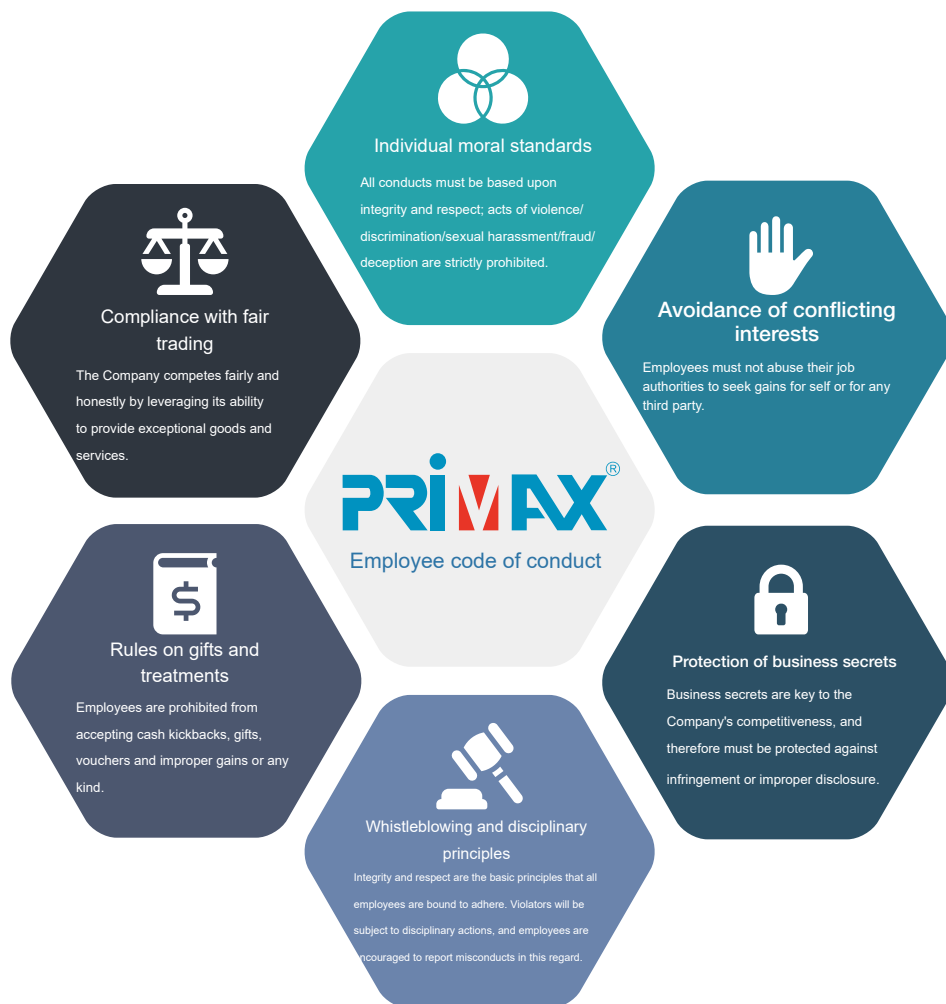 Individual moral standards
All conducts must be based upon
integrity and respect; acts of violence/
discrimination/sexual harassment/fraud/
deception are strictly prohibited.
Compliance with fair
trading
The Company competes fairly and
honestly by leveraging its ability
to provide exceptional goods and
services.
Avoidance of conflicting
interests
Employees must not abuse their job
authorities to seek gains for self or for any
third party.
PRiMAX®
Employee code of conduct
Rules on gifts and
treatments
Employees are prohibited from
accepting cash kickbacks, gifts,
vouchers and improper gains or any
kind.
Protection of business secrets
Business secrets are key to the
Company's competitiveness, and
therefore must be protected against
infringement or improper disclosure.
Whistleblowing and disciplinary
principles
Integrity and respect are the basic principles that all
employees are bound to adhere. Violators will be
subject to disciplinary actions, and employees are
encouraged to report misconducts in this regard.